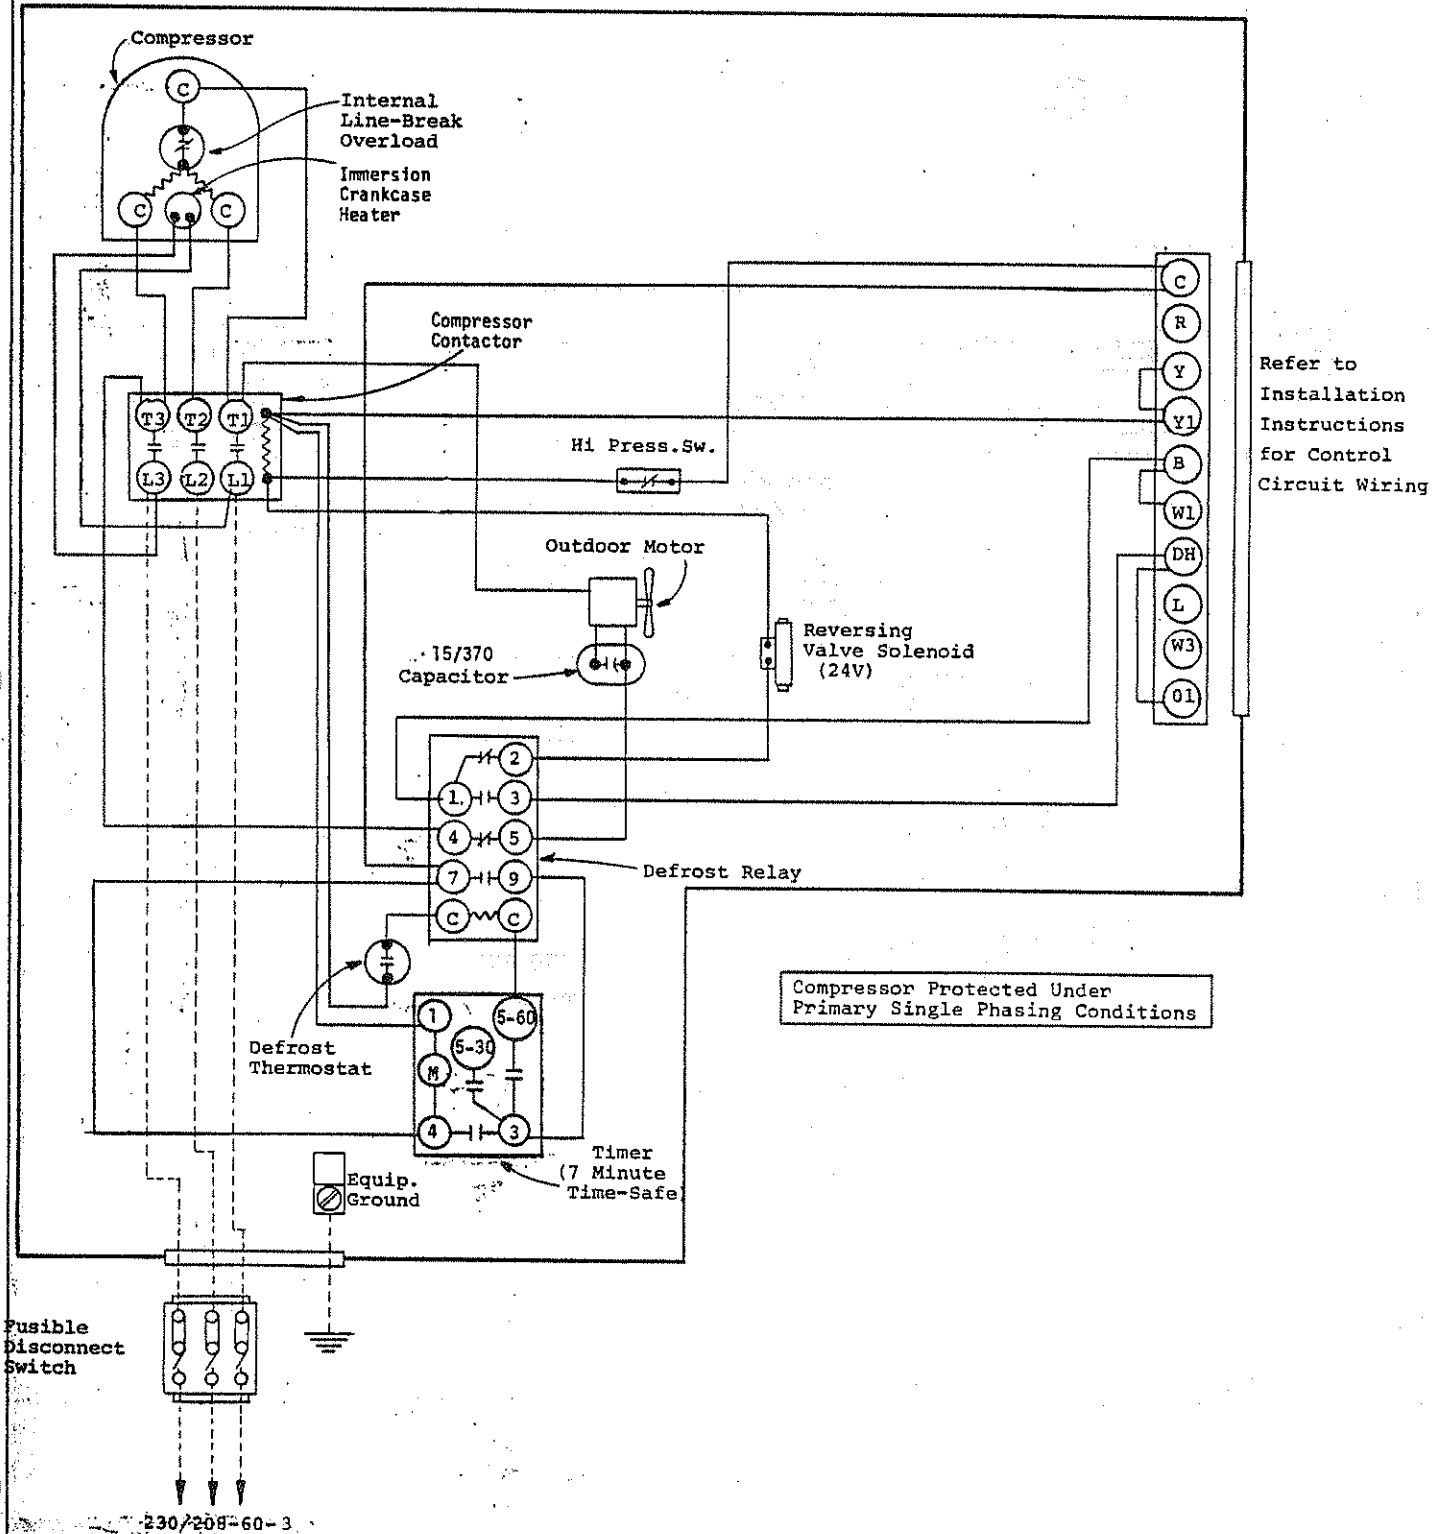 Compressor
C
Internal
Line-Break
Overload
Immersion
Crankcase
Heater
C
C
Compressor
Contactor
T3
T2
T1
L3
L2
L1
Hi Press.Sw.
C
R
Y
Y1
B
W1
DH
L
W3
01
Refer to
Installation
Instructions
for Control
Circuit Wiring
Outdoor Motor
15/370
Capacitor
Reversing
Valve Solenoid
(24V)
2
1.
3
4
5
7
9
C
C
Defrost Relay
Defrost
Thermostat
1
5-60
5-30
M
4
3
Compressor Protected Under
Primary Single Phasing Conditions
Timer
(7 Minute
Time-Safe
Equip.
Ground
Fusible
Disconnect
Switch
230/208-60-3